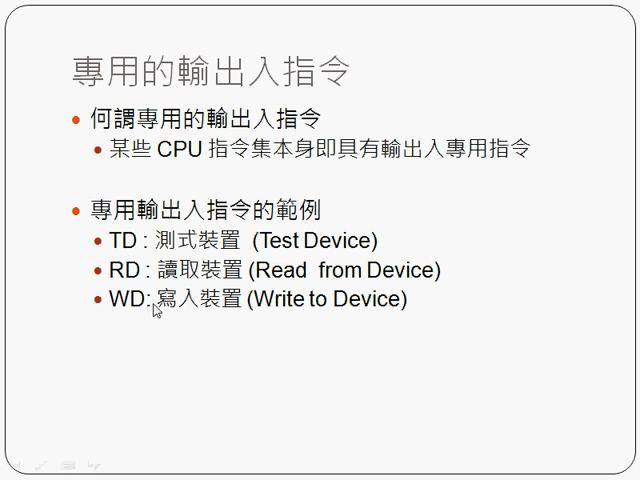 專用的輸出入指令
何謂專用的輸出入指令
某些 CPU 指令集本身即具有輸出入專用指令
專用輸出入指令的範例
TD : 測式裝置 (Test Device)
RD : 讀取裝置 (Read from Device)
WD: 寫入裝置 (Write to Device)